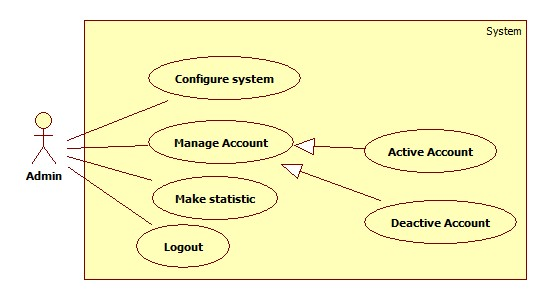 System
Configure system
Manage Account
Active Account
Admin
Make statistic
Deactive Account
Logout